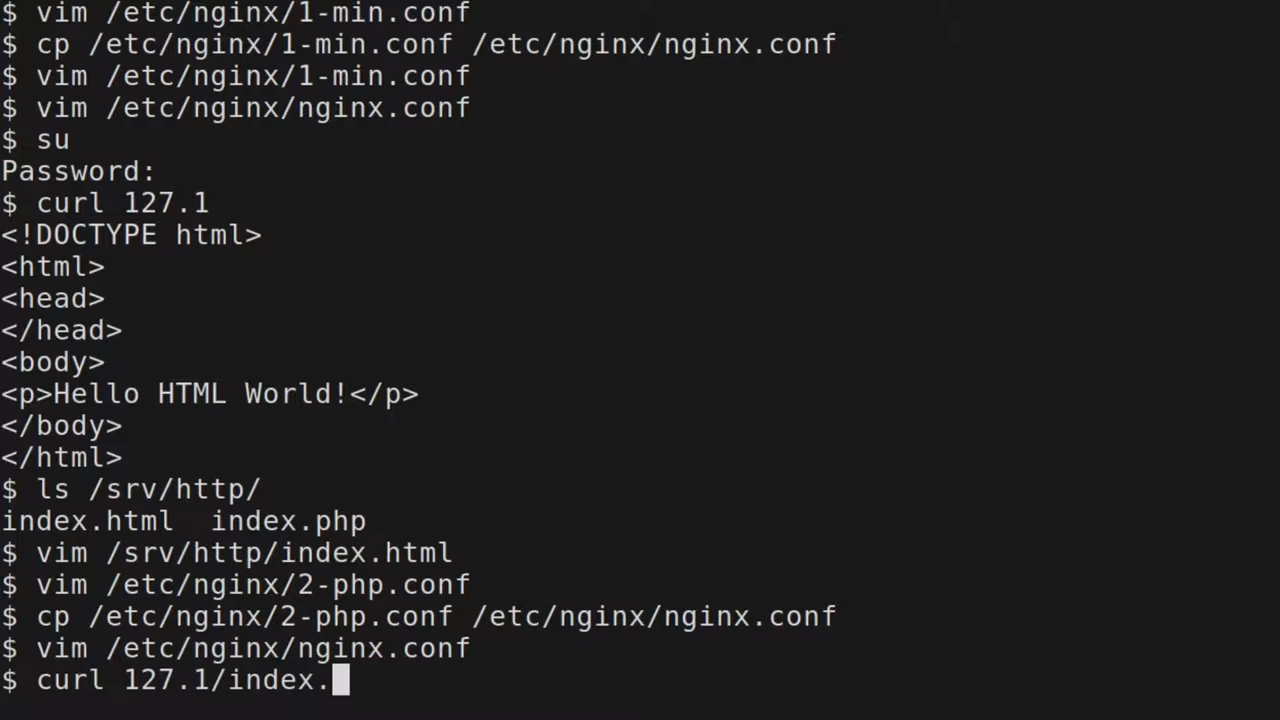 $ vim /etc/nginx/1-min.conf
$ cp /etc/nginx/1-min.conf /etc/nginx/nginx.conf
$ vim /etc/nginx/1-min.conf
$ vim /etc/nginx/nginx.conf
$ su
Password:
$ curl 127.1
<!DOCTYPE html>
<html>
<head>
</head>
<body>
<p>Hello HTML World!</p>
</body>
</html>
$ ls /srv/http/
index.html  index.php
$ vim /srv/http/index.html
$ vim /etc/nginx/2-php.conf
$ cp /etc/nginx/2-php.conf /etc/nginx/nginx.conf
$ vim /etc/nginx/nginx.conf
$ curl 127.1/index.